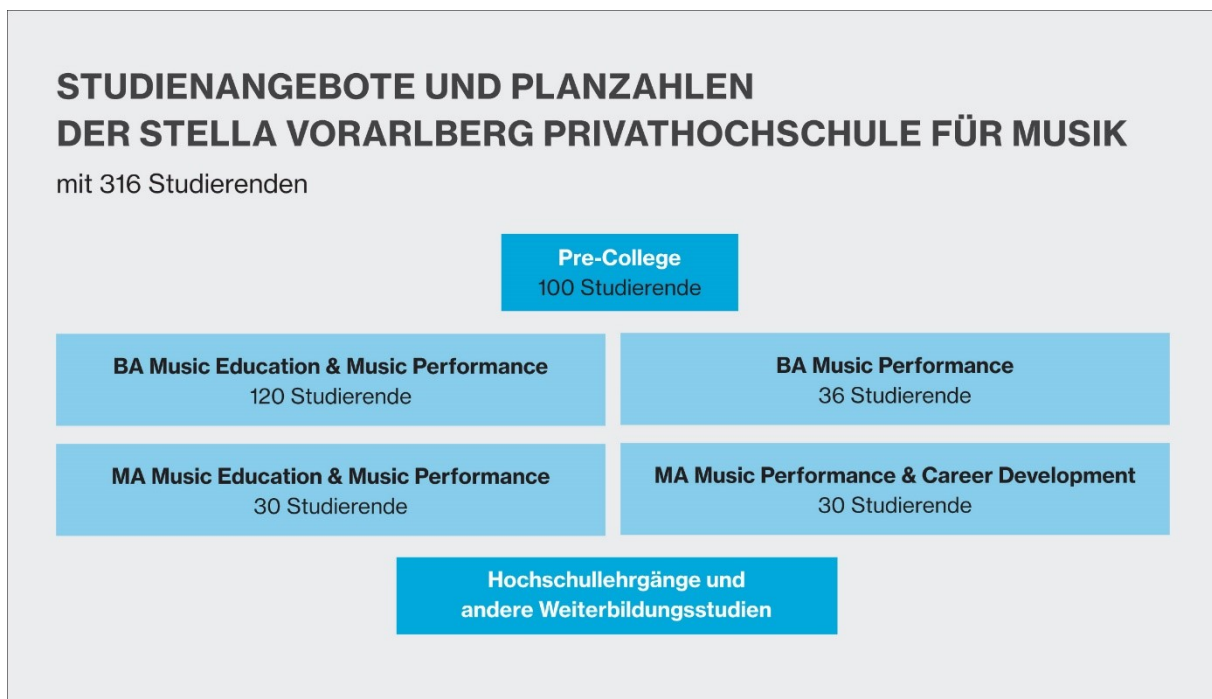 STUDIENANGEBOTE UND PLANZAHLEN
DER STELLA VORARLBERG PRIVATHOCHSCHULE FÜR MUSIK
mit 316 Studierenden
Pre-College
100 Studierende
BA Music Education & Music Performance
120 Studierende
BA Music Performance
36 Studierende
MA Music Education & Music Performance
30 Studierende
MA Music Performance & Career Development
30 Studierende
Hochschullehrgänge und
andere Weiterbildungsstudien